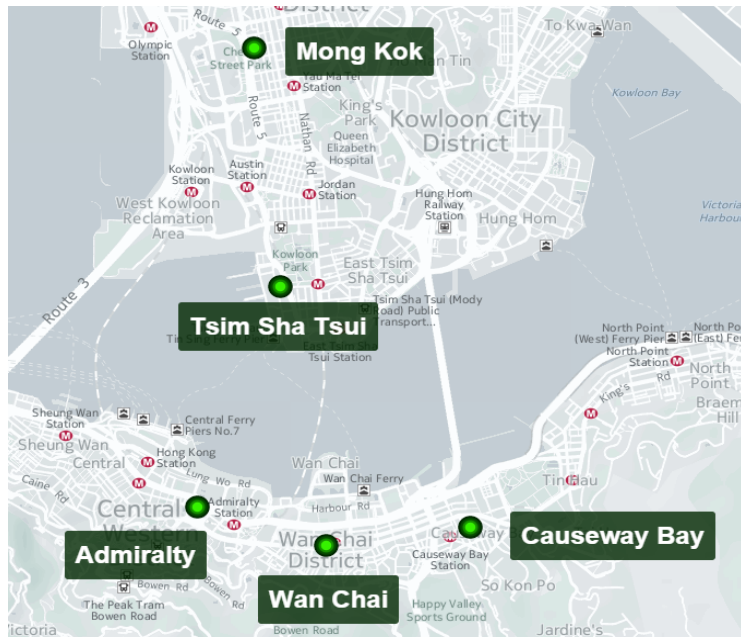 Route 5
To Kwa-Wan
Olympic
Station
Mong Kok
Street Park
Yau Ma Tei
Station
Kowloon Bay
King's
Park
Kowloon City
District
Route 5
Nathan Rd
Queen
Elizabeth
Hospital
Kowloon
Station
Austin
Station
Jordan
Station
Hung Hom
Railway
Station
Hung Hom
West Kowloon
Reclamation
Area
Victoria
Harbour
Kowloon
Park
East Tsim
Sha Tsui
Route 3
Tsim Sha Tsui
Tsim Sha Tsui (Mody
Road) Public
Transport...
East Tsim Sha
Tsui Station
North Point
(West) Ferry Pier
North Po
(East) Fer
North Point
Station
North
Point
King's Rd
Braem
Hill
Sheung Wan
Station
Central Ferry
Piers No.7
Sheung Wan
Central
Hong Kong
Station
Lung Wo Rd
Wan Chai
Wan Chai Ferry
Caine Rd
Central
Western
Admiralty
Station
Harbour Rd
Tin Hau
Admiralty
Wan Chai
District
Causeway Bay
Causeway Bay
Station
Wan Chai
Bowen Rd
The Peak Tram
Bowen Road
Bowen Road
So Kon Po
Happy Valley
Sports Ground
Jardine's
Victoria